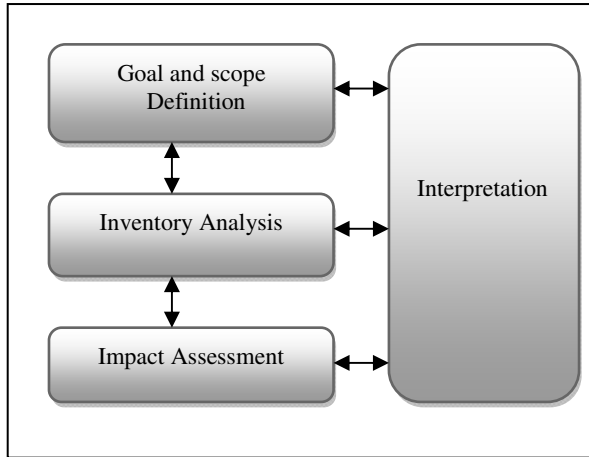 Goal and scope
Definition
Interpretation
Inventory Analysis
Impact Assessment